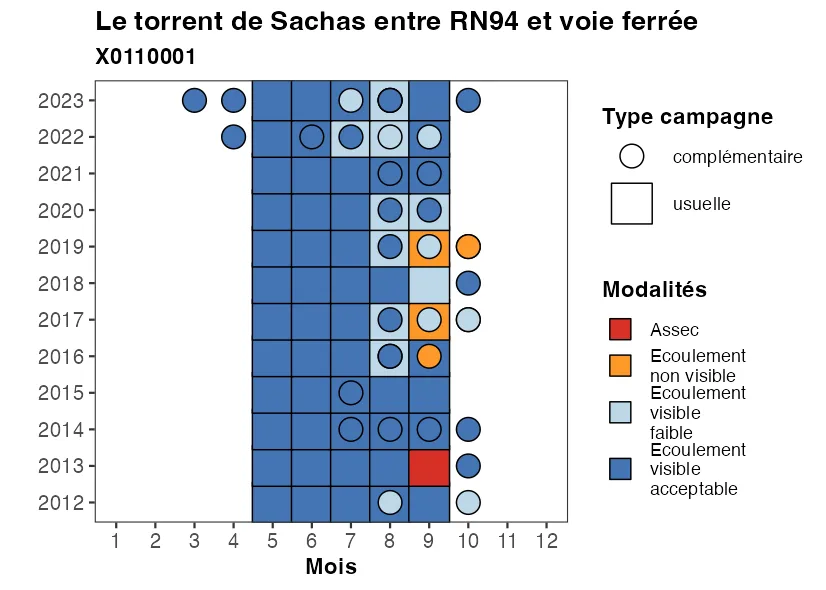 Le torrent de Sachas entre RN94 et voie ferrée
X0110001
2023
2022
2021
2020
2019
2018
2017
2016
2015
2014
2013
2012
1 2 3 4 5 6 7 8 9 10 11 12
Mois
Type campagne
complémentaire
usuelle
Modalités
Assec
Ecoulement
non visible
Ecoulement
visible
faible
Ecoulement
visible
acceptable